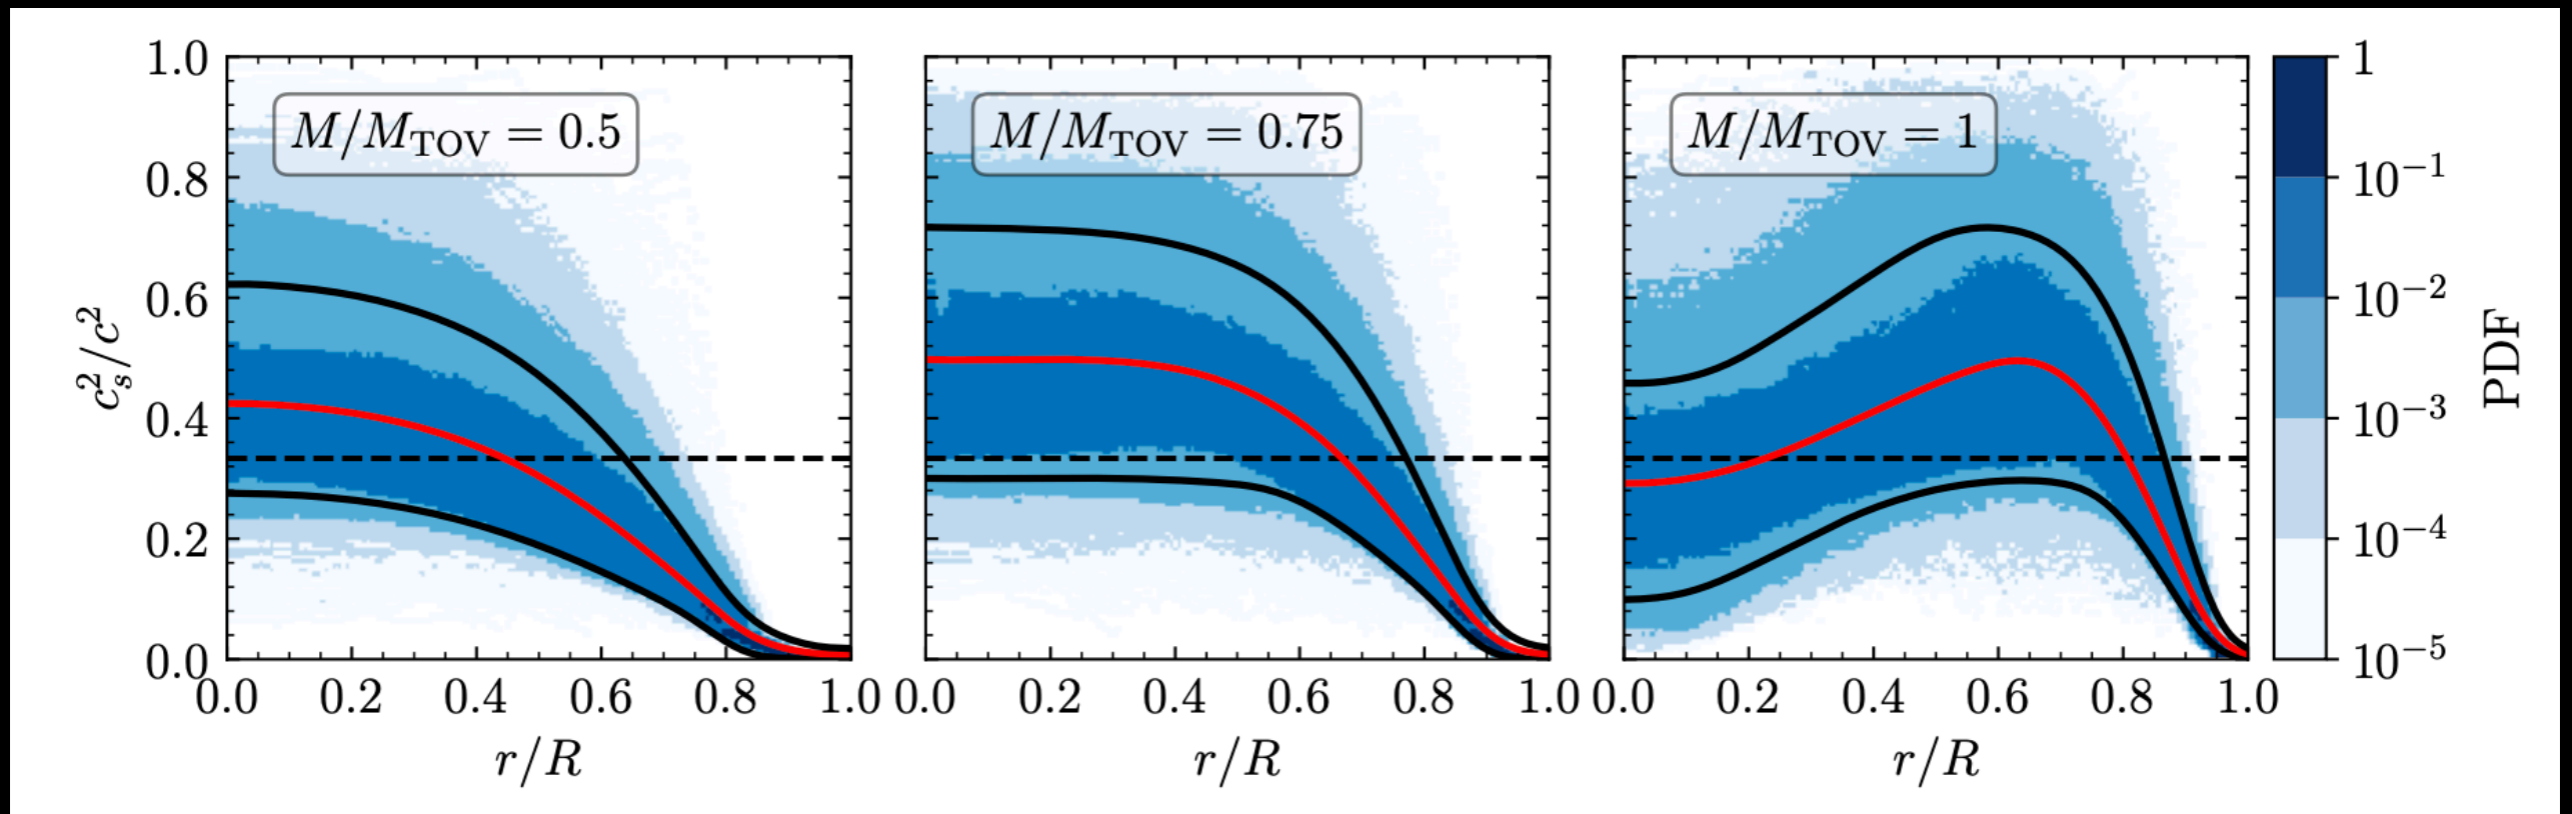 1.0
0.8
0.6
0.4
0.2
0.0
c_s^2/c^2
M/M_TOV = 0.5
0.0 0.2 0.4 0.6 0.8 1.0
r/R
M/M_TOV = 0.75
0.0 0.2 0.4 0.6 0.8 1.0
r/R
M/M_TOV = 1
0.0 0.2 0.4 0.6 0.8 1.0
r/R
1
10^−1
10^−2
10^−3
10^−4
10^−5
PDF